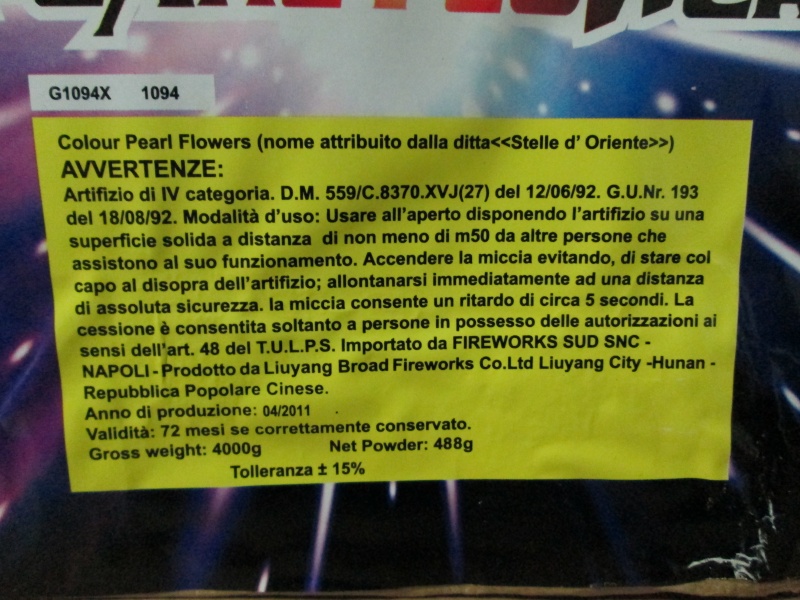 G1094X 1094
Colour Pearl Flowers (nome attribuito dalla ditta<<Stelle d' Oriente>>)
AVVERTENZE:
Artifizio di IV categoria. D.M. 559/C.8370.XVJ(27) del 12/06/92. G.U.Nr. 193
del 18/08/92. Modalità d'uso: Usare all'aperto disponendo l'artifizio su una
superficie solida a distanza di non meno di m50 da altre persone che
assistono al suo funzionamento. Accendere la miccia evitando, di stare col
capo al disopra dell'artifizio; allontanarsi immediatamente ad una distanza
di assoluta sicurezza. la miccia consente un ritardo di circa 5 secondi. La
cessione è consentita soltanto a persone in possesso delle autorizzazioni ai
sensi dell'art. 48 del T.U.L.P.S. Importato da FIREWORKS SUD SNC -
NAPOLI - Prodotto da Liuyang Broad Fireworks Co.Ltd Liuyang City -Hunan -
Repubblica Popolare Cinese.
Anno di produzione: 04/2011
Validità: 72 mesi se correttamente conservato.
Gross weight: 4000g Net Powder: 488g
Tolleranza ± 15%